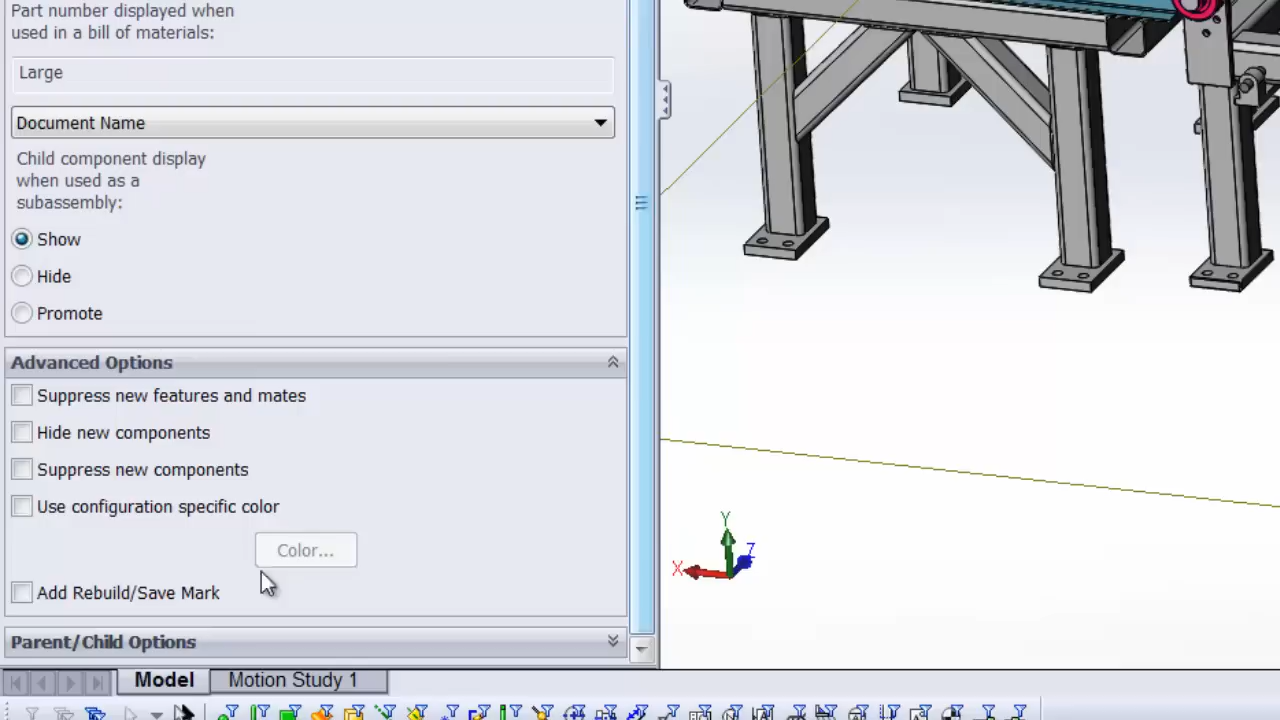 Part number displayed when
used in a bill of materials:
Large
Document Name
Child component display
when used as a
subassembly:
Show
Hide
Promote
Advanced Options
Suppress new features and mates
Hide new components
Suppress new components
Use configuration specific color
Color...
Add Rebuild/Save Mark
Parent/Child Options
Y
Z
X
Model
Motion Study 1